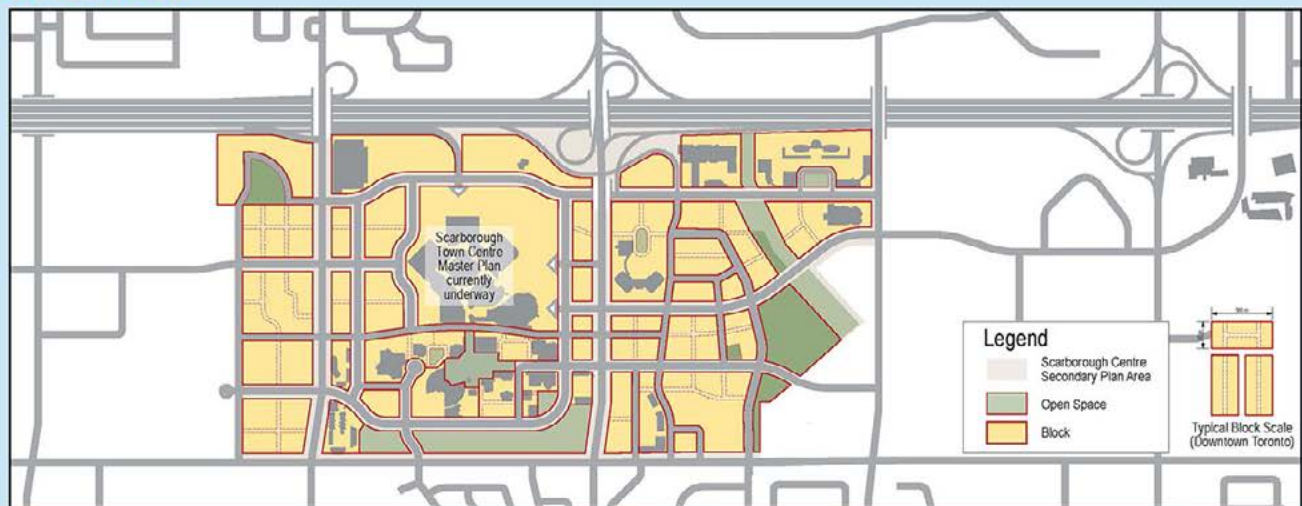 Scarborough
Town Centre
Master Plan
currently
underway
Legend
Scarborough Centre
Secondary Plan Area
Open Space
Block
Typical Block Scale
(Downtown Toronto)